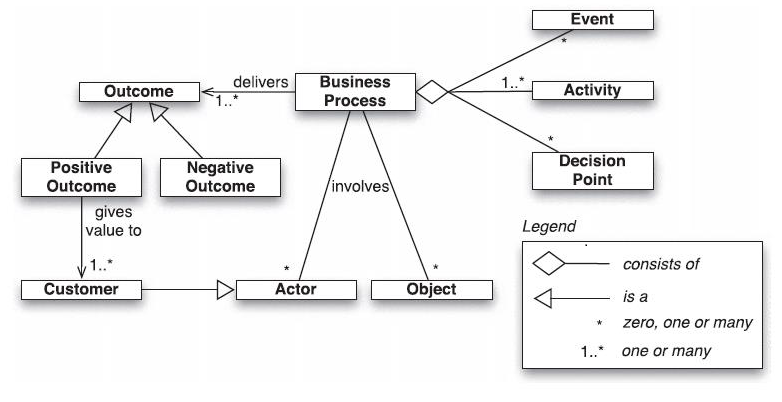 Event
*
Outcome
delivers
1..*
Business
Process
1..*
Activity
*
Decision
Point
Positive
Outcome
Negative
Outcome
involves
gives
value to
1..*
*
*
Customer
Actor
Object
Legend
consists of
is a
* zero, one or many
1..* one or many